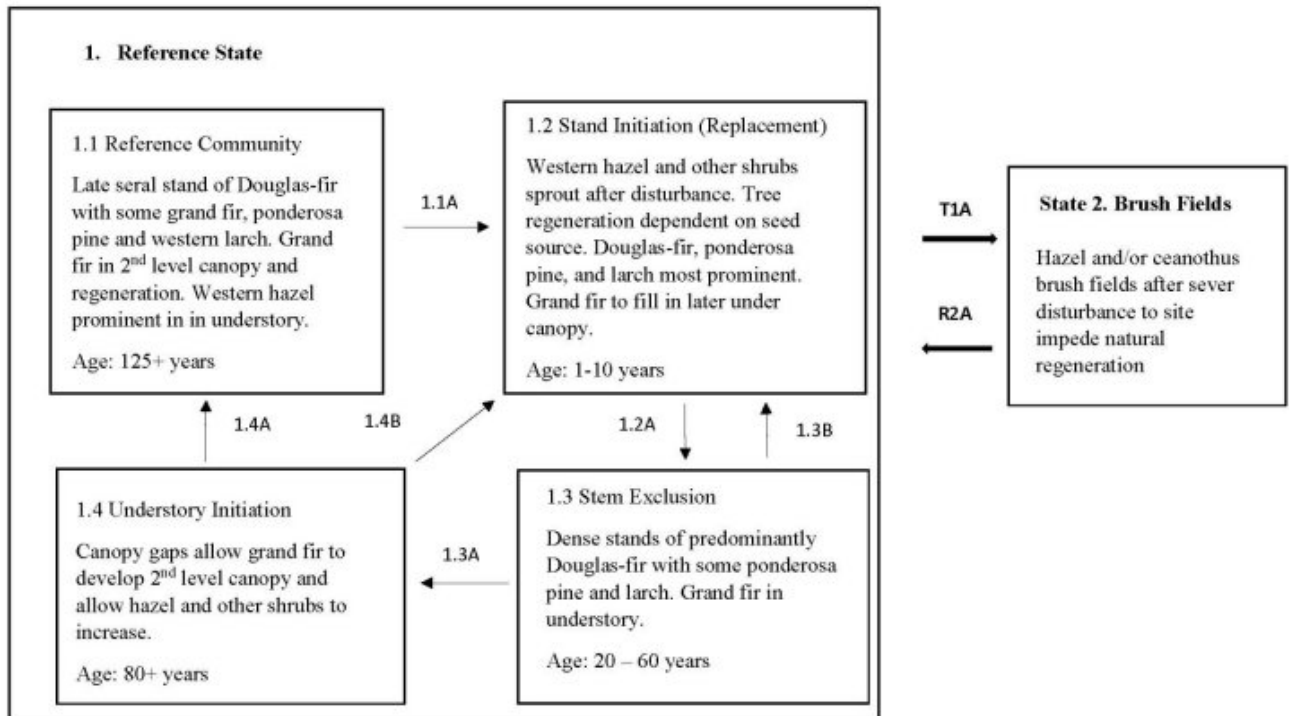 1. Reference State
1.1 Reference Community
Late seral stand of Douglas-fir
with some grand fir, ponderosa
pine and western larch. Grand
fir in 2nd level canopy and
regeneration. Western hazel
prominent in in understory.
Age: 125+ years
1.1A
1.2 Stand Initiation (Replacement)
Western hazel and other shrubs
sprout after disturbance. Tree
regeneration dependent on seed
source. Douglas-fir, ponderosa
pine, and larch most prominent.
Grand fir to fill in later under
canopy.
Age: 1-10 years
T1A
R2A
State 2. Brush Fields
Hazel and/or ceanothus
brush fields after sever
disturbance to site
impede natural
regeneration
1.4A
1.4B
1.2A
1.3B
1.4 Understory Initiation
Canopy gaps allow grand fir to
develop 2nd level canopy and
allow hazel and other shrubs to
increase.
Age: 80+ years
1.3A
1.3 Stem Exclusion
Dense stands of predominantly
Douglas-fir with some ponderosa
pine and larch. Grand fir in
understory.
Age: 20 – 60 years